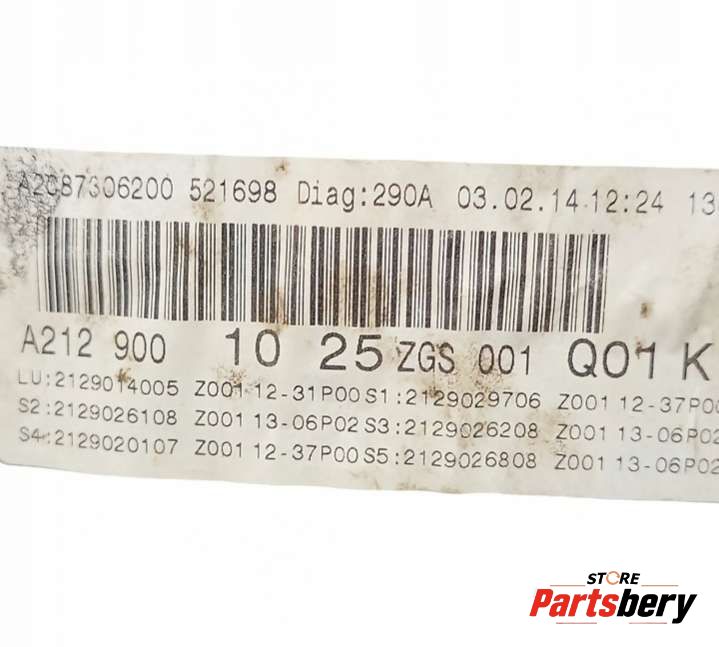 A2C87306200 521698 Diag:290A 03.02.14 12:24 13
A212 900 10 25 ZGS 001 Q01 K
LU:2129014005 Z001 12-31P00 S1:2129029706 Z001 12-37P00
S2:2129026108 Z001 13-06P02 S3:2129026208 Z001 13-06P02
S4:2129020107 Z001 12-37P00 S5:2129026808 Z001 13-06P02
STORE
Partsbery